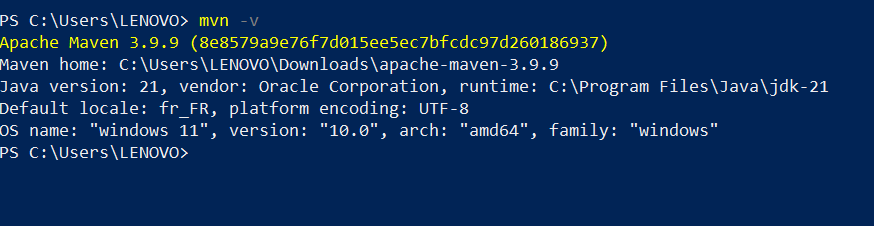 PS C:\Users\LENOVO> mvn -v
Apache Maven 3.9.9 (8e8579a9e76f7d015ee5ec7bfcdc97d260186937)
Maven home: C:\Users\LENOVO\Downloads\apache-maven-3.9.9
Java version: 21, vendor: Oracle Corporation, runtime: C:\Program Files\Java\jdk-21
Default locale: fr_FR, platform encoding: UTF-8
OS name: "windows 11", version: "10.0", arch: "amd64", family: "windows"
PS C:\Users\LENOVO>